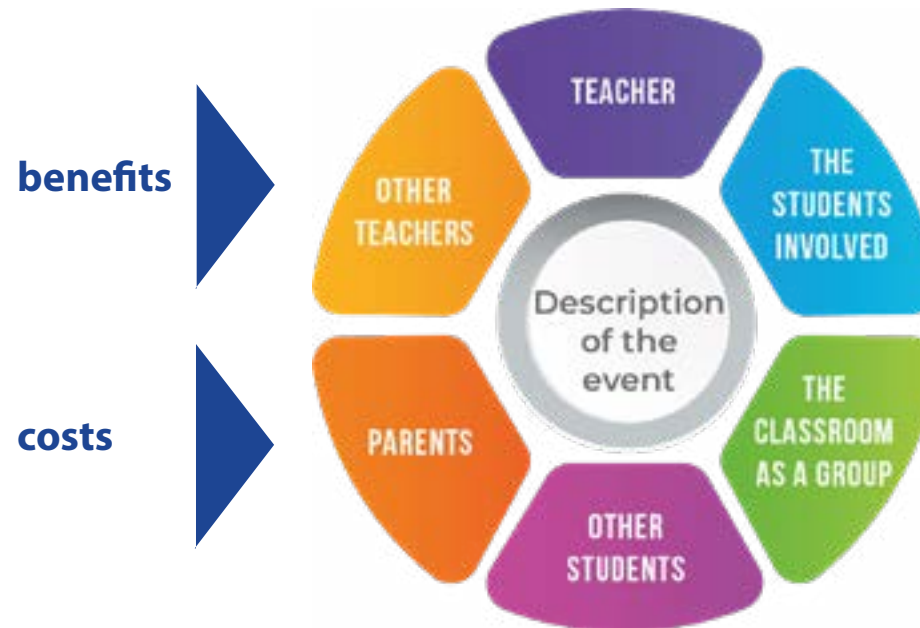 benefits
costs
TEACHER
THE
STUDENTS
INVOLVED
THE
CLASSROOM
AS A GROUP
OTHER
STUDENTS
PARENTS
OTHER
TEACHERS
Description
of the
event